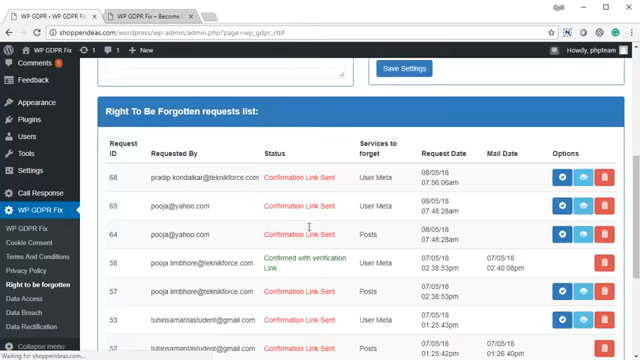 WP GDPR ‹ WP GDPR Fix
WP GDPR Fix – Become
shopperideas.com/wordpress/wp-admin/admin.php?page=wp_gdpr_rtbf
WP GDPR Fix
2
1
New
Howdy, phpteam
Comments 1
Feedback
Appearance
Plugins
Users
Tools
Settings
Call Response
WP GDPR Fix
WP GDPR Fix
Cookie Consent
Terms And Conditions
Privacy Policy
Right to be forgotten
Data Access
Data Breach
Data Rectification
Collapse menu
Waiting for shopperideas.com...
Save Settings
Right To Be Forgotten requests list:
Request ID Requested By Status Services to forget Request Date Mail Date Options
68 pradip.kondalkar@teknikforce.com Confirmation Link Sent. User Meta 08/05/18 07:56:06am
65 pooja@yahoo.com Confirmation Link Sent. User Meta 08/05/18 07:48:28am
64 pooja@yahoo.com Confirmation Link Sent. Posts 08/05/18 07:48:28am
58 pooja.limbhore@teknikforce.com Confirmed with verification Link . User Meta 07/05/18 02:38:53pm 07/05/18 02:40:08pm
57 pooja.limbhore@teknikforce.com Confirmation Link Sent. Posts 07/05/18 02:38:53pm
53 tuhinsamantastudent@gmail.com Confirmation Link Sent. User Meta 07/05/18 01:25:43pm
52 tuhinsamantastudent@gmail.com Confirmation Link Sent. Posts 07/05/18 01:25:42pm 07/05/18 01:26:40pm